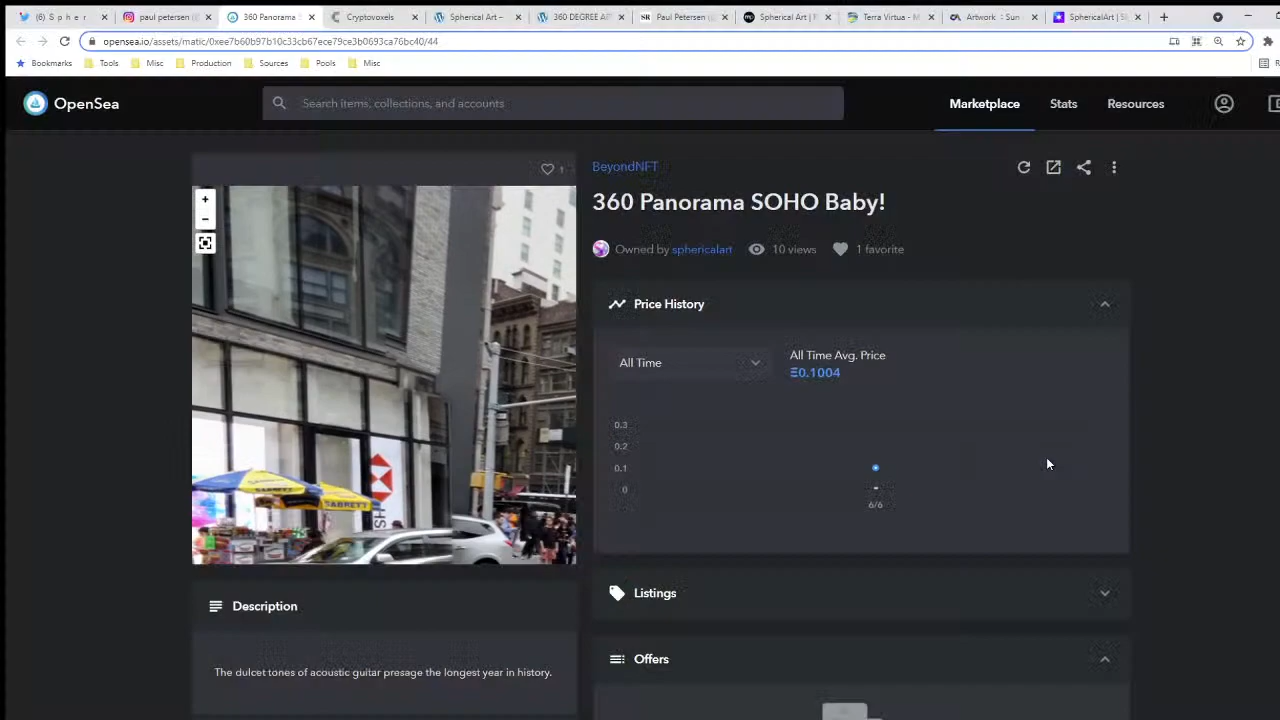 S p h e r
paul petersen (
360 Panorama S
Cryptovoxels
Spherical Art –
360 DEGREE AR
Paul Petersen (
Spherical Art |
Terra Virtua - M
Artwork : Sun
SphericalArt |
opensea.io/assets/matic/0xee7b60b97b10c33cb67ece79ce3b0693ca76bc40/44
Bookmarks
Tools
Misc
Production
Sources
Pools
Misc
OpenSea
Search items, collections, and accounts
Marketplace
Stats
Resources
1
BeyondNFT
360 Panorama SOHO Baby!
Owned by sphericalart
10 views
1 favorite
+
−
Price History
All Time
All Time Avg. Price
Ξ0.1004
0.3
0.2
0.1
0
6/6
SABRETT
Listings
Description
Offers
The dulcet tones of acoustic guitar presage the longest year in history.